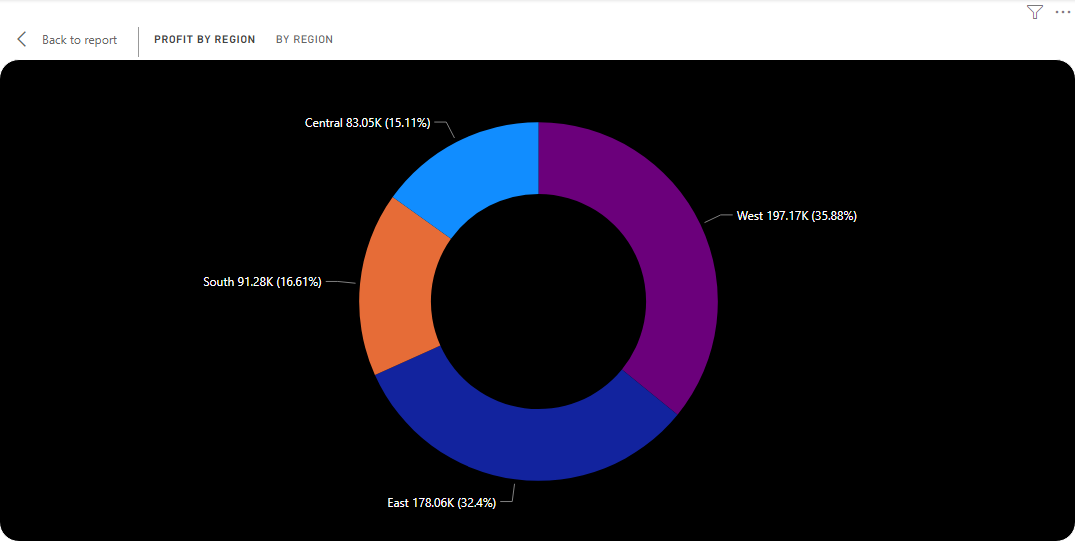 Back to report
PROFIT BY REGION
BY REGION
Central 83.05K (15.11%)
West 197.17K (35.88%)
South 91.28K (16.61%)
East 178.06K (32.4%)